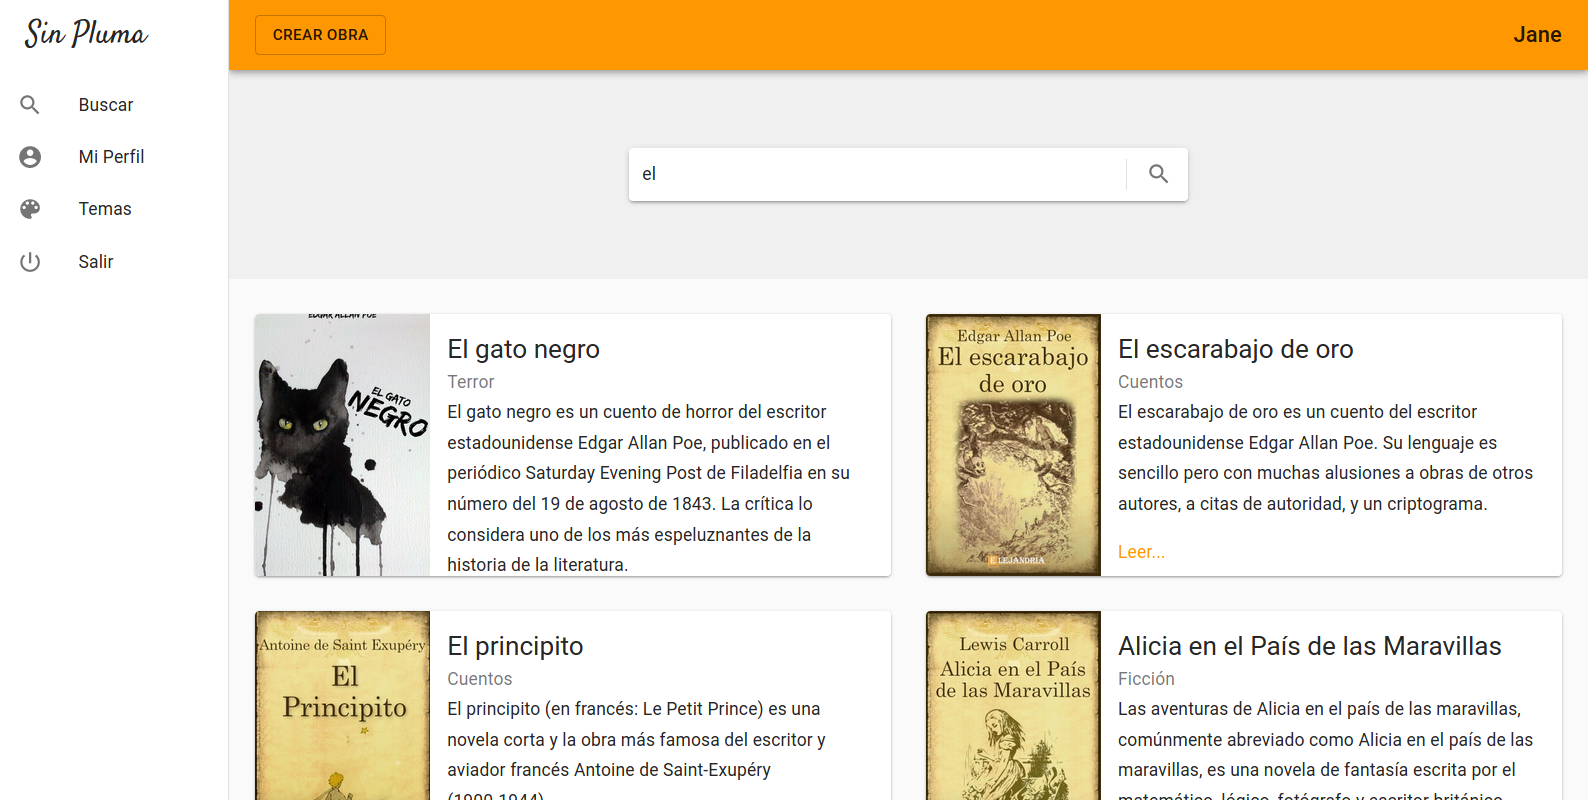 Sin Pluma
CREAR OBRA
Jane
Buscar
Mi Perfil
Temas
Salir
el
EDGAR ALLAN POE
EL GATO
NEGRO
El gato negro
Terror
El gato negro es un cuento de horror del escritor
estadounidense Edgar Allan Poe, publicado en el
periódico Saturday Evening Post de Filadelfia en su
número del 19 de agosto de 1843. La crítica lo
considera uno de los más espeluznantes de la
historia de la literatura.
Edgar Allan Poe
El escarabajo
de oro
ELEJANDRIA
El escarabajo de oro
Cuentos
El escarabajo de oro es un cuento del escritor
estadounidense Edgar Allan Poe. Su lenguaje es
sencillo pero con muchas alusiones a obras de otros
autores, a citas de autoridad, y un criptograma.
Leer...
Antoine de Saint Exupéry
El
Principito
El principito
Cuentos
El principito (en francés: Le Petit Prince) es una
novela corta y la obra más famosa del escritor y
aviador francés Antoine de Saint-Exupéry
(1900-1944)
Lewis Carroll
Alicia en el País
de las Maravillas
Alicia en el País de las Maravillas
Ficción
Las aventuras de Alicia en el país de las maravillas,
comúnmente abreviado como Alicia en el país de las
maravillas, es una novela de fantasía escrita por el
matemático, lógico, fotógrafo y escritor británico